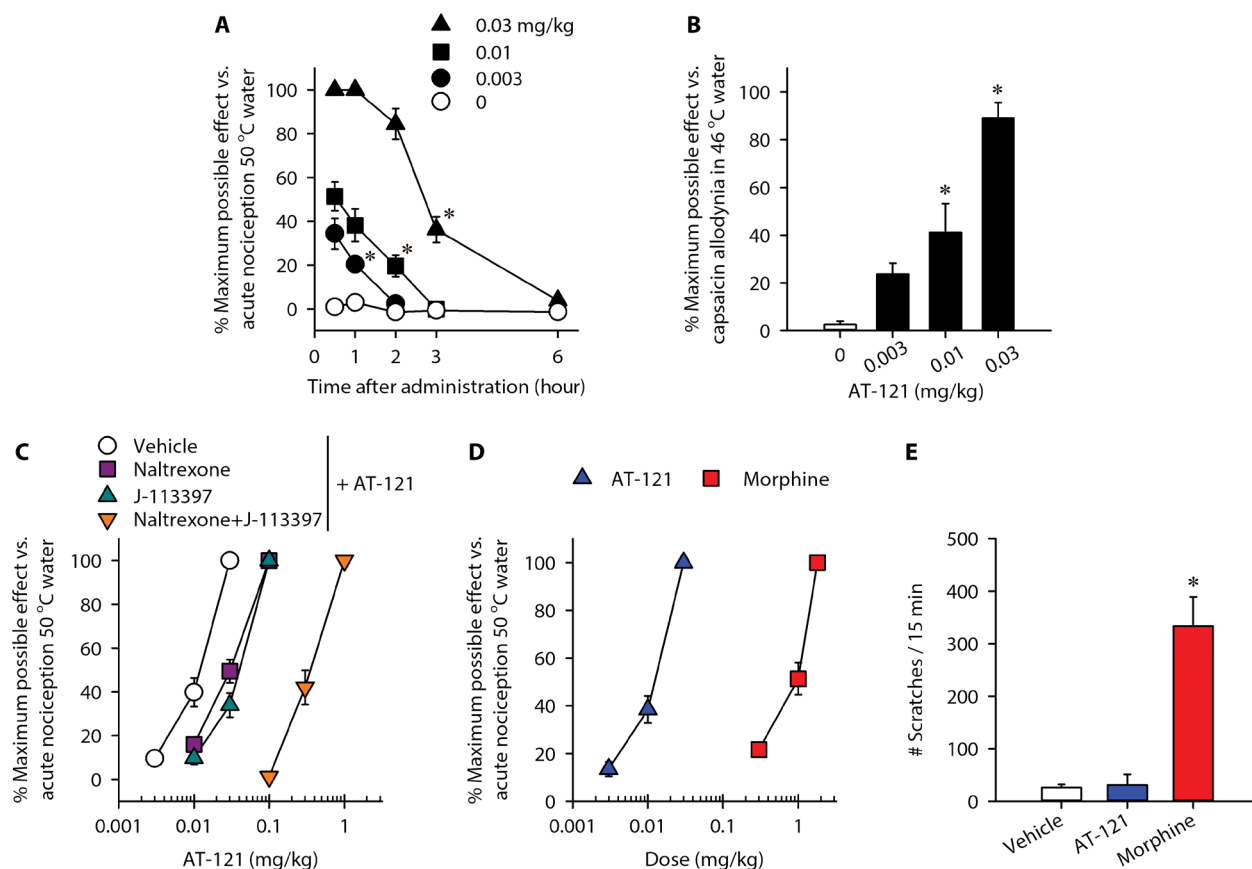 A
0.03 mg/kg
0.01
0.003
0
% Maximum possible effect vs.
acute nociception 50 °C water
100
80
60
40
20
0
*
*
*
0
1
2
3
6
Time after administration (hour)
B
% Maximum possible effect vs.
capsaicin allodynia in 46 °C water
100
80
60
40
20
0
*
*
0
0.003
0.01
0.03
AT-121 (mg/kg)
C
Vehicle
Naltrexone
J-113397
Naltrexone+J-113397
+ AT-121
% Maximum possible effect vs.
acute nociception 50 °C water
100
80
60
40
20
0
0.001
0.01
0.1
1
AT-121 (mg/kg)
D
AT-121
Morphine
% Maximum possible effect vs.
acute nociception 50 °C water
100
80
60
40
20
0
0.001
0.01
0.1
1
Dose (mg/kg)
E
# Scratches / 15 min
500
400
300
200
100
0
*
Vehicle
AT-121
Morphine